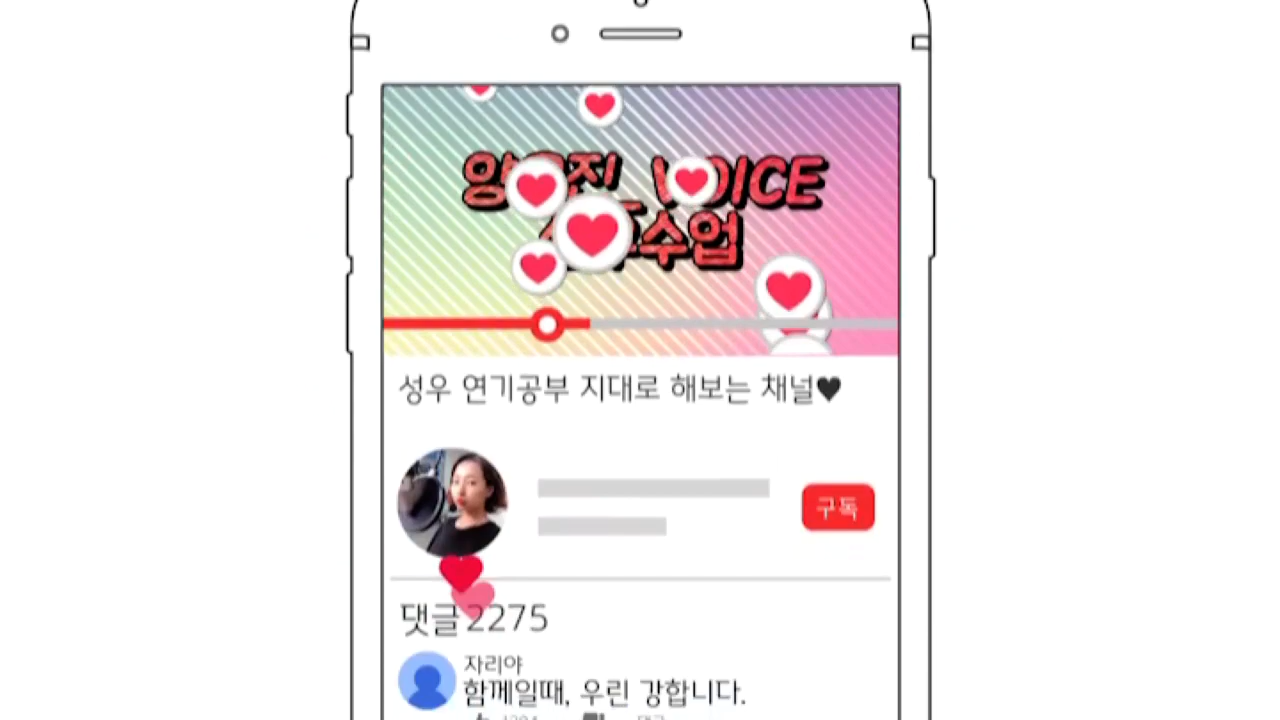 VOICE
수업
성우 연기공부 지대로 해보는 채널♥
구독
댓글 2275
자리야
함께일때, 우린 강합니다.